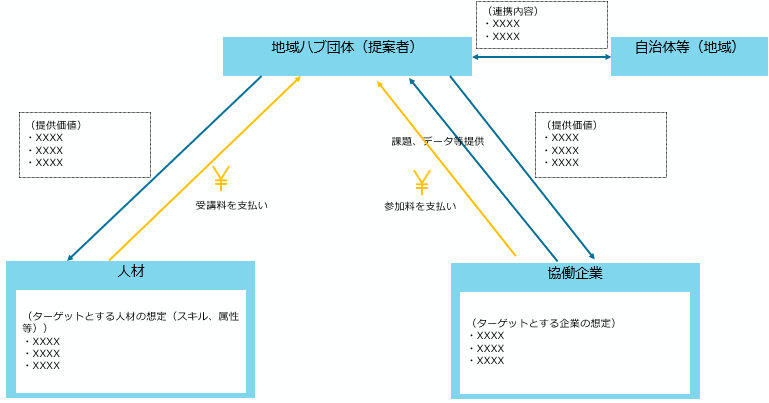 （連携内容）
・XXXX
・XXXX
地域ハブ団体（提案者）
自治体等（地域）
（提供価値）
・XXXX
・XXXX
・XXXX
（提供価値）
・XXXX
・XXXX
・XXXX
課題、データ等提供
¥
受講料を支払い
¥
参加料を支払い
人材
（ターゲットとする人材の想定（スキル、属性
等））
・XXXX
・XXXX
・XXXX
協働企業
（ターゲットとする企業の想定）
・XXXX
・XXXX
・XXXX